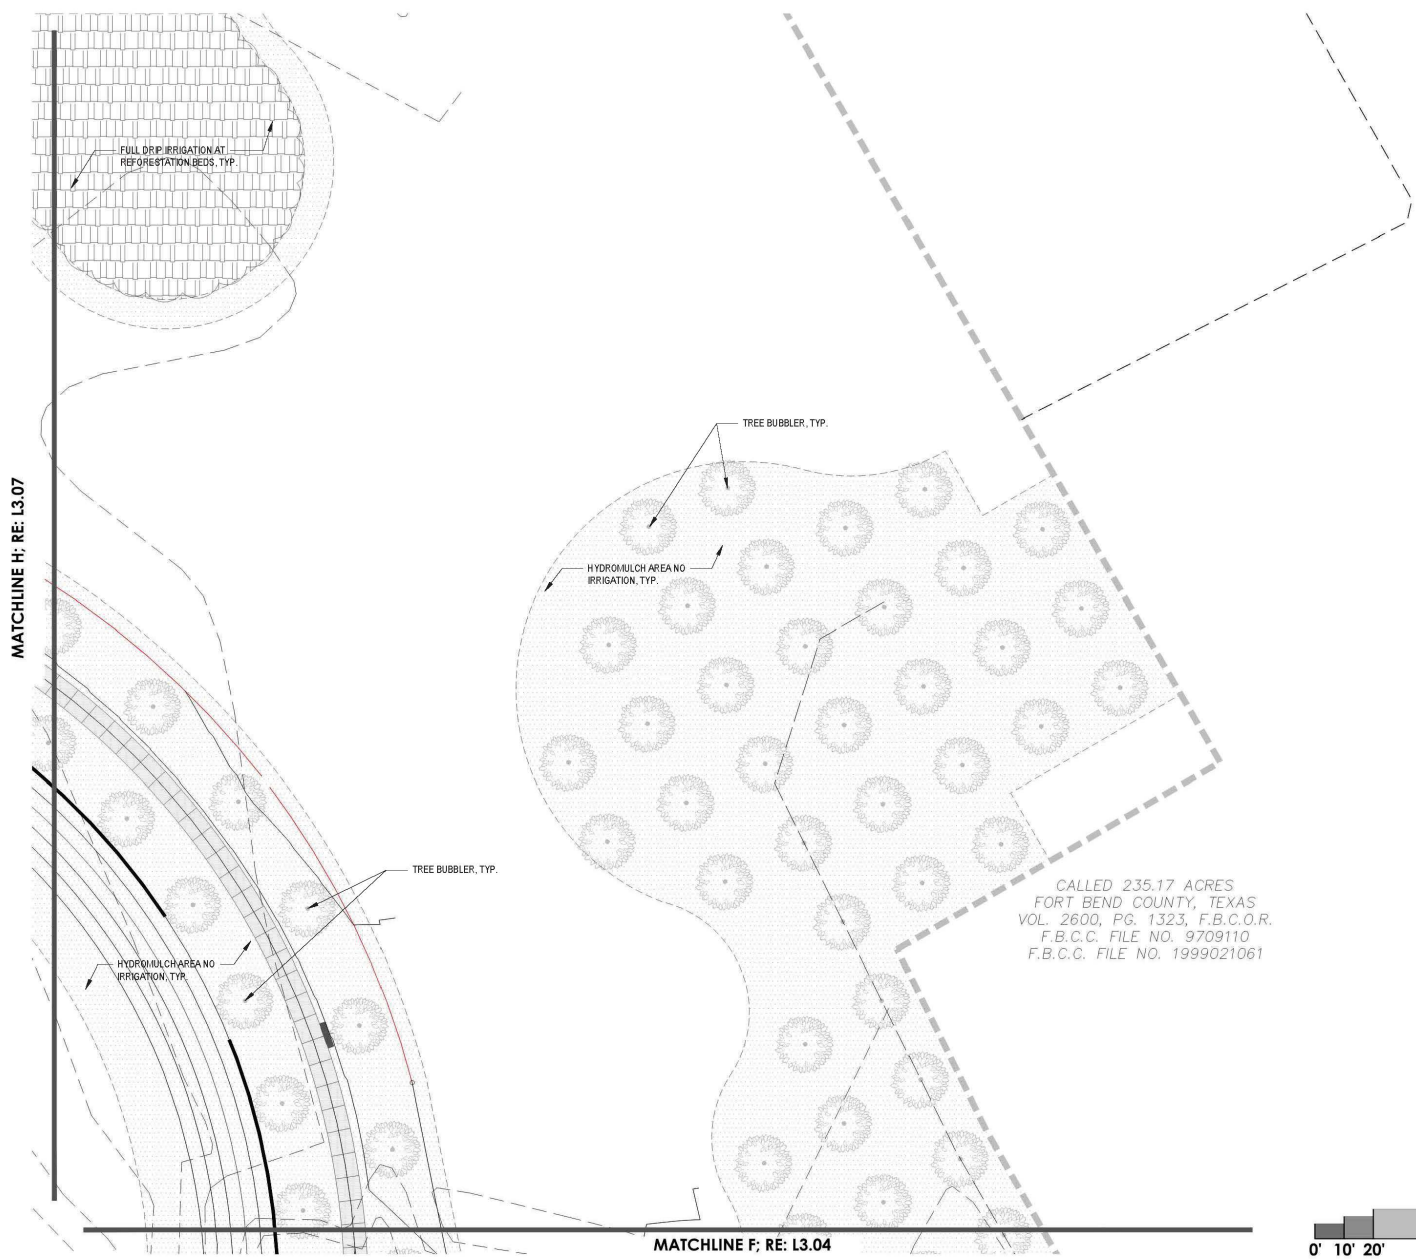 FULL DRIP IRRIGATION AT
REFORESTATION BEDS, TYP.
TREE BUBBLER, TYP.
MATCHLINE H; RE: L3.07
HYDROMULCH AREA NO
IRRIGATION, TYP.
TREE BUBBLER, TYP.
CALLED 235.17 ACRES
FORT BEND COUNTY, TEXAS
VOL. 2600, PG. 1323, F.B.C.O.R.
F.B.C.C. FILE NO. 9709110
F.B.C.C. FILE NO. 1999021061
HYDROMULCH AREA NO
IRRIGATION, TYP.
MATCHLINE F; RE: L3.04
0' 10' 20'